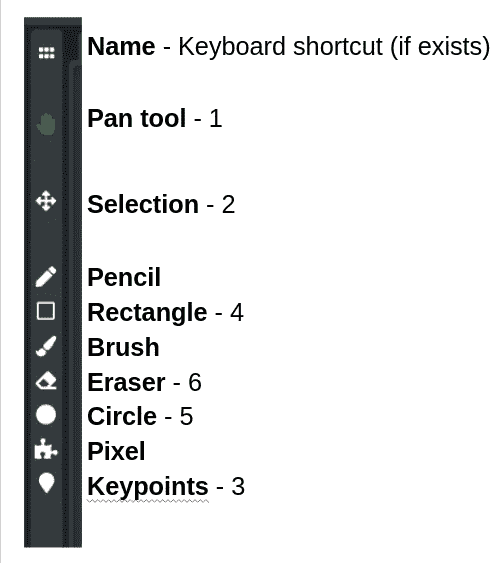 Name - Keyboard shortcut (if exists)
Pan tool - 1
Selection - 2
Pencil
Rectangle - 4
Brush
Eraser - 6
Circle - 5
Pixel
Keypoints - 3